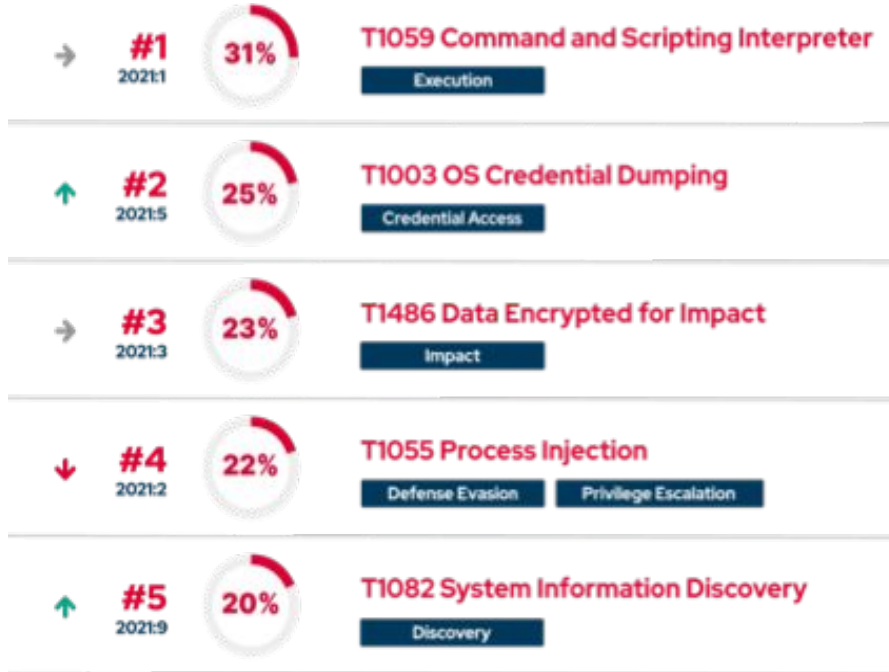 #1
2021:1
31%
T1059 Command and Scripting Interpreter
Execution
#2
2021:5
25%
T1003 OS Credential Dumping
Credential Access
#3
2021:3
23%
T1486 Data Encrypted for Impact
Impact
#4
2021:2
22%
T1055 Process Injection
Defense Evasion Privilege Escalation
#5
2021:9
20%
T1082 System Information Discovery
Discovery